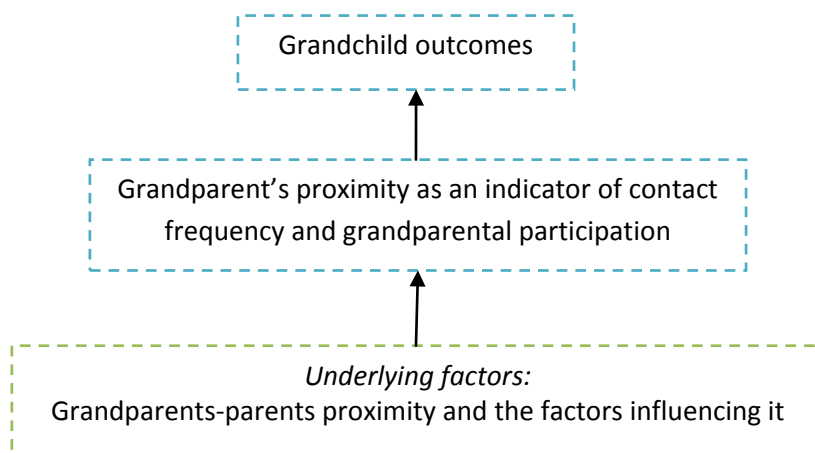 Grandchild outcomes
Grandparent’s proximity as an indicator of contact
frequency and grandparental participation
Underlying factors:
Grandparents-parents proximity and the factors influencing it